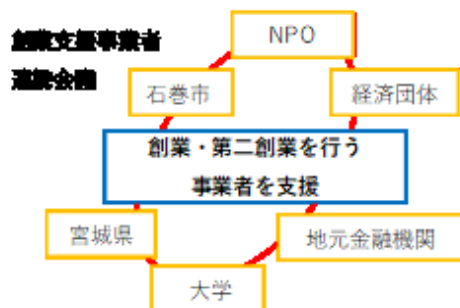 創業支援事業者
連絡会議
NPO
石巻市
経済団体
創業・第二創業を行う
事業者を支援
宮城県
地元金融機関
大学